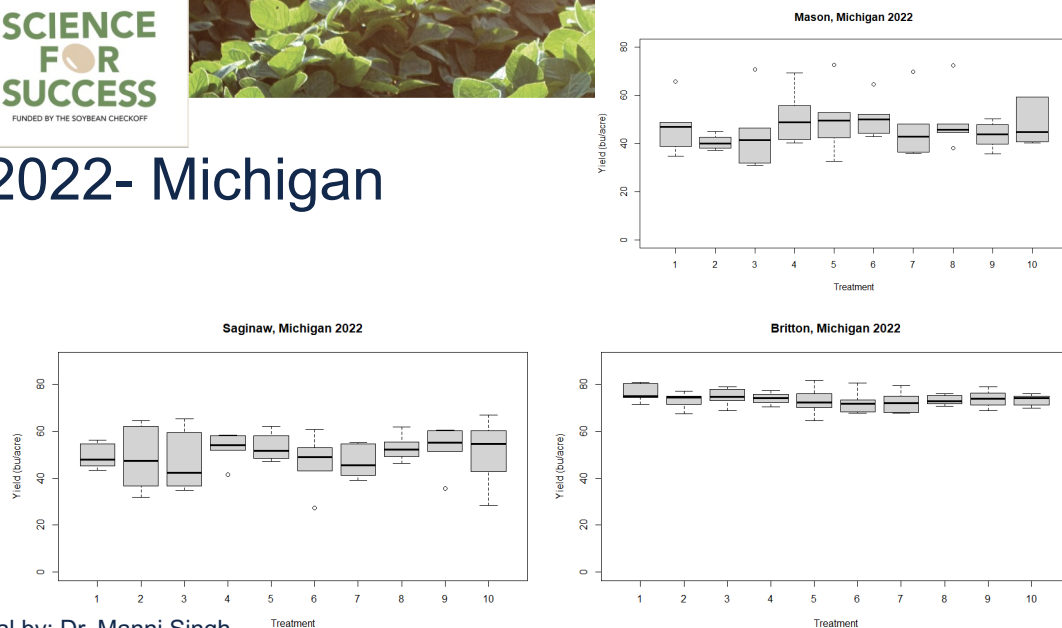 SCIENCE
FOR
SUCCESS
FUNDED BY THE SOYBEAN CHECKOFF
2022- Michigan
Mason, Michigan 2022
Yield (bu/acre)
80
60
40
20
0
1 2 3 4 5 6 7 8 9 10
Treatment
Saginaw, Michigan 2022
Yield (bu/acre)
80
60
40
20
0
1 2 3 4 5 6 7 8 9 10
Treatment
Britton, Michigan 2022
Yield (bu/acre)
80
60
40
20
0
1 2 3 4 5 6 7 8 9 10
Treatment
by: Dr. Manni Singh